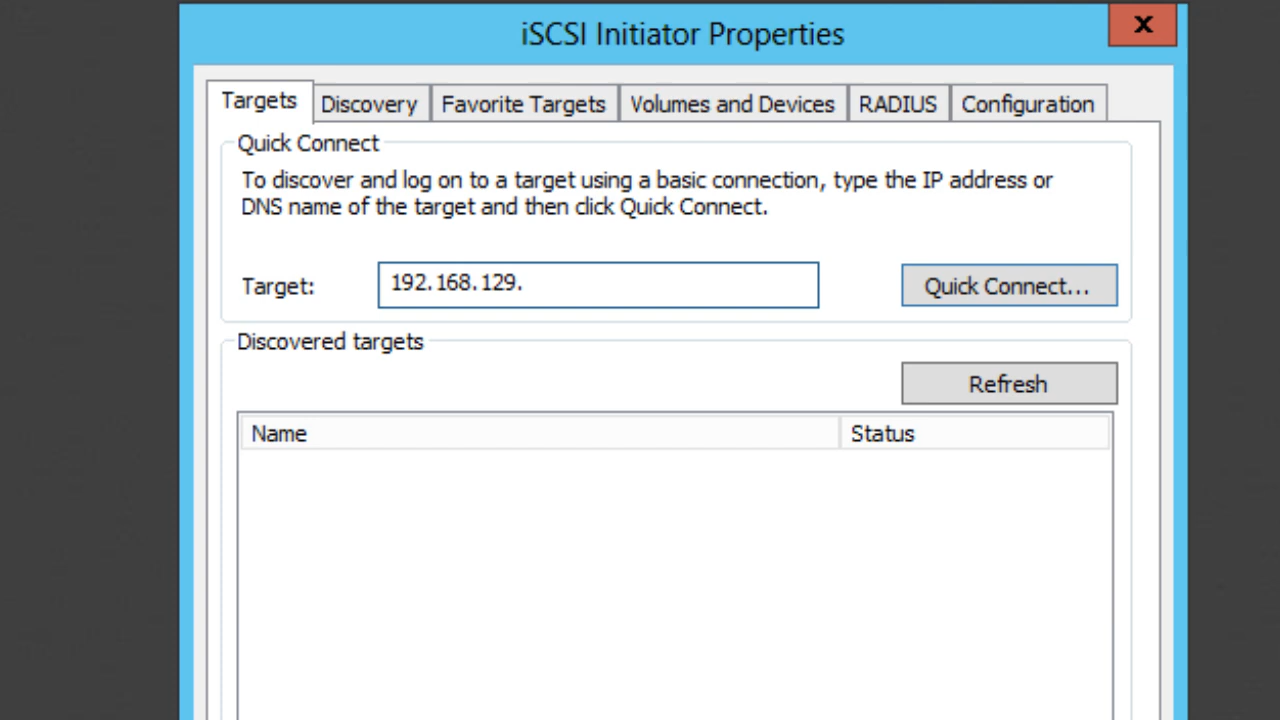 iSCSI Initiator Properties
x
Targets Discovery Favorite Targets Volumes and Devices RADIUS Configuration
Quick Connect
To discover and log on to a target using a basic connection, type the IP address or
DNS name of the target and then click Quick Connect.
Target: 192.168.129. Quick Connect...
Discovered targets
Refresh
Name Status